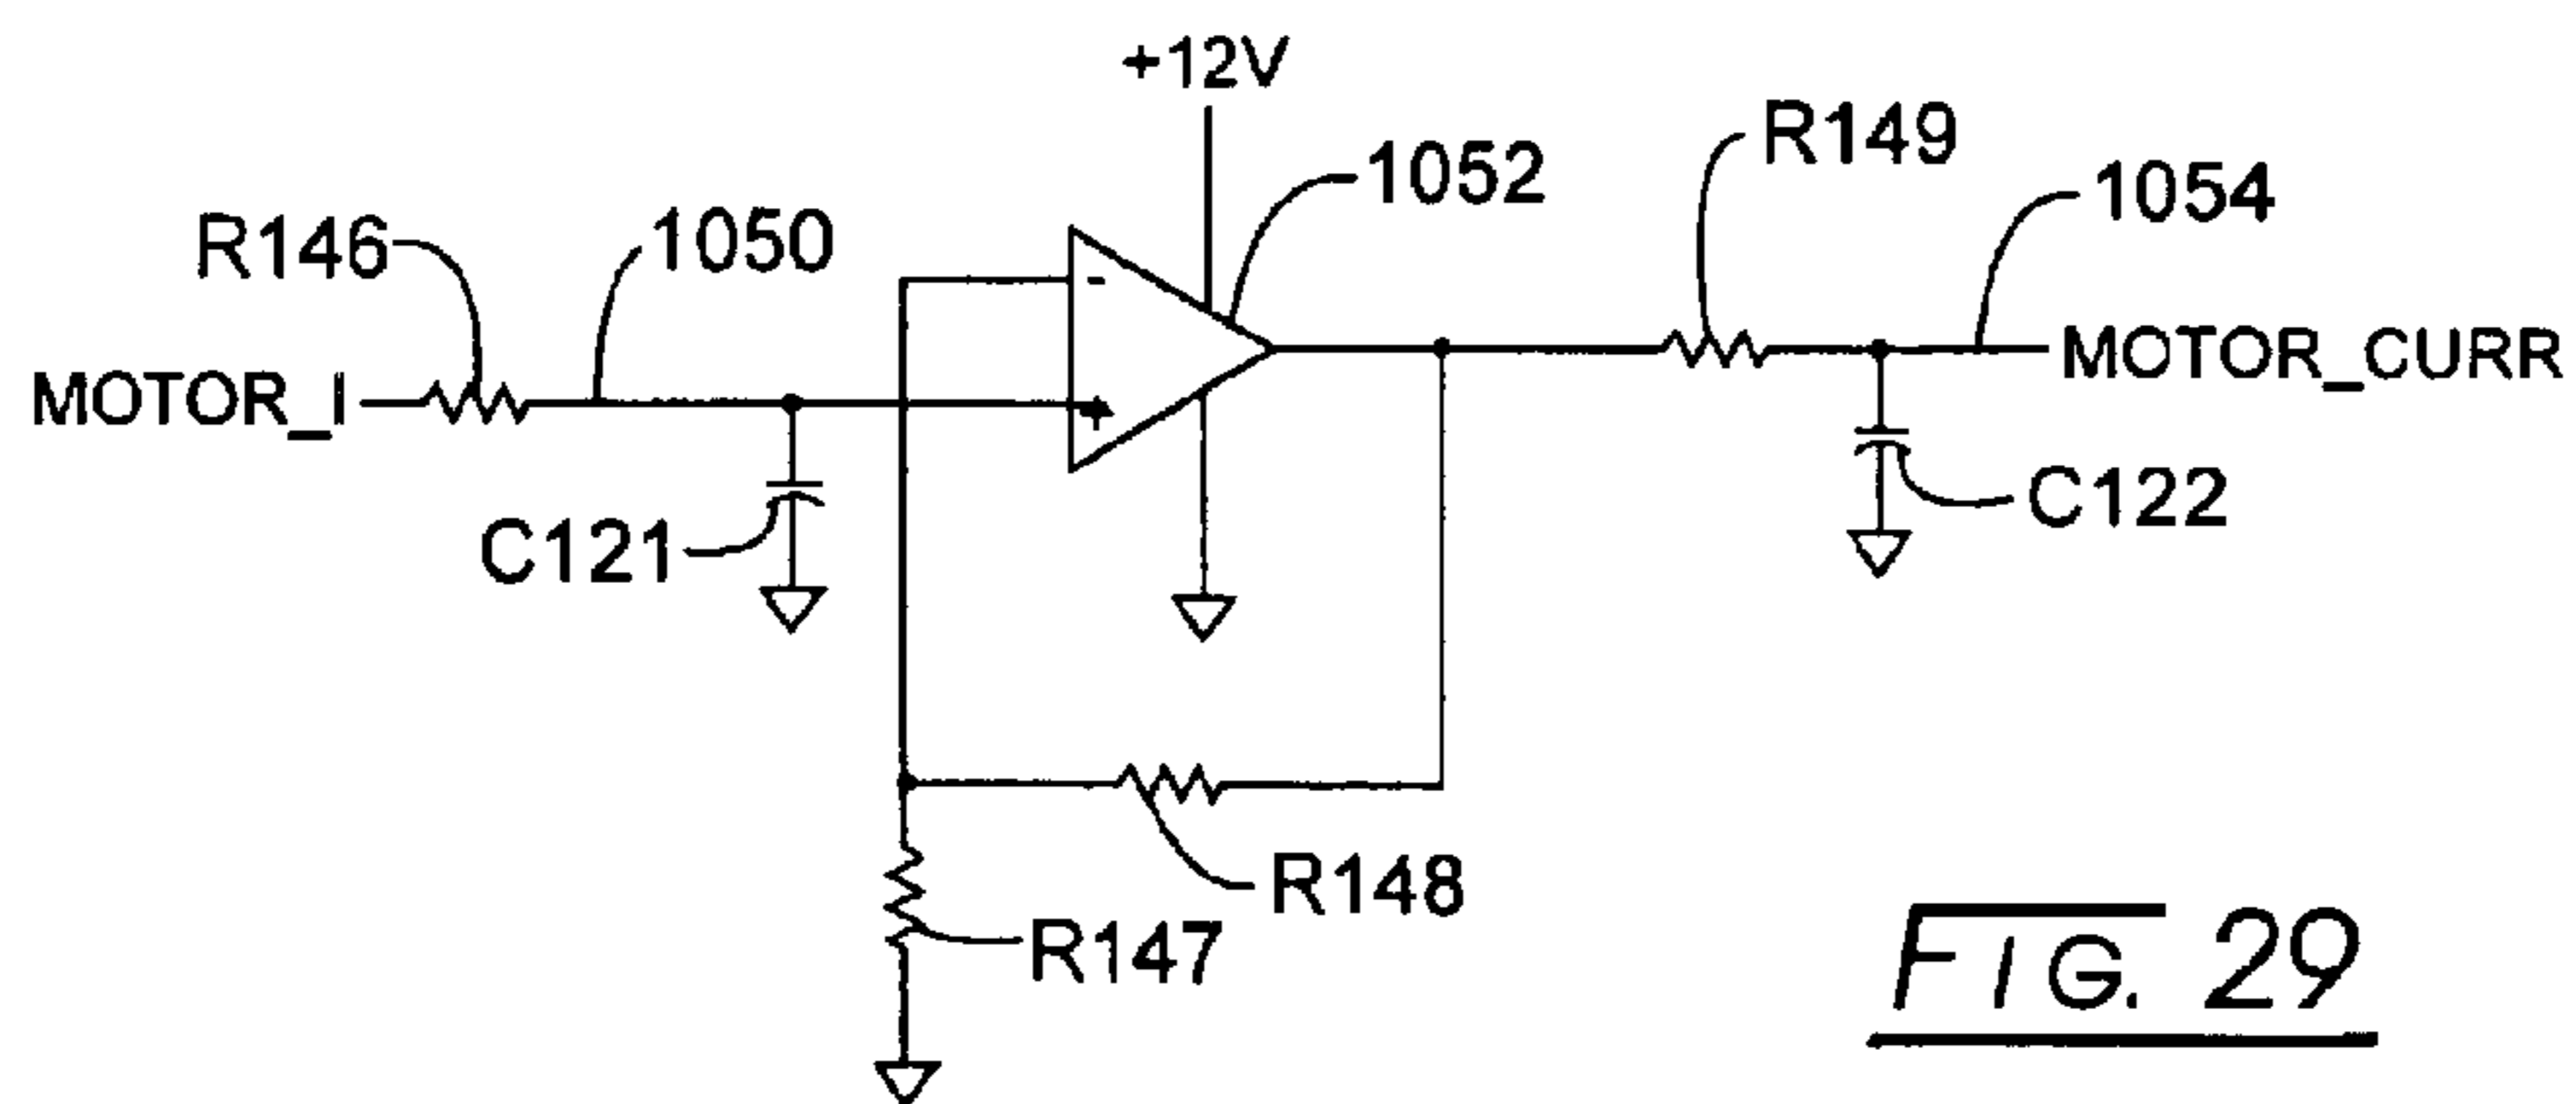 +12V
R149
1052
1054
R146
1050
-
MOTOR_I
+
MOTOR_CURR
C121
C122
R148
R147
FIG. 29